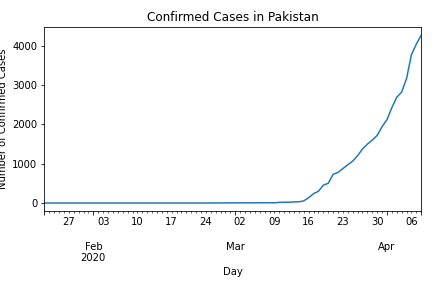 Confirmed Cases in Pakistan
Number of Confirmed Cases
4000
3000
2000
1000
0
27 03 10 17 24 02 09 16 23 30 06
Feb Mar Apr
2020
Day